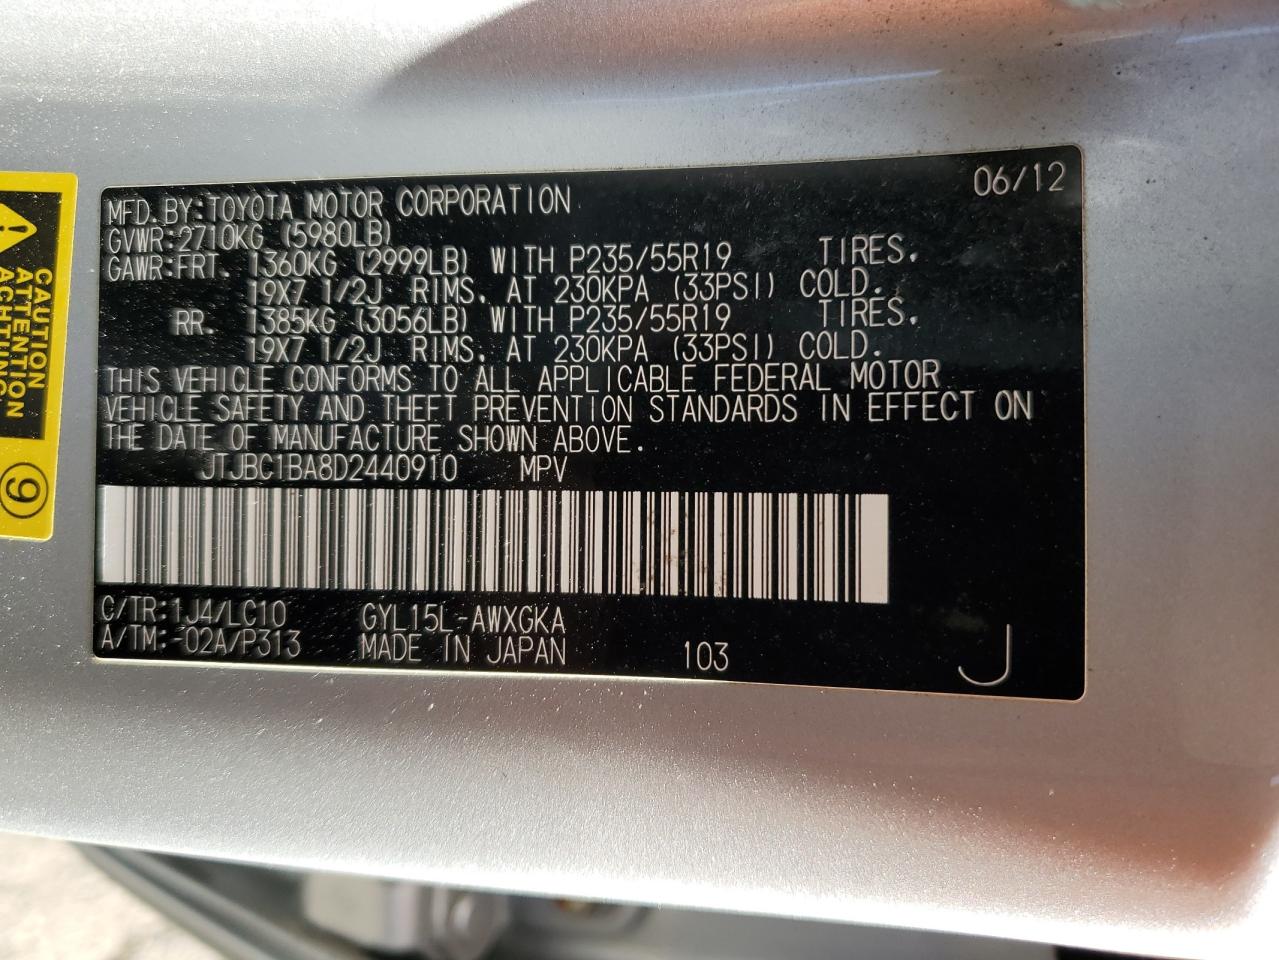 06/12
MFD. BY: TOYOTA MOTOR CORPORATION
GVWR: 2710KG (5980LB)
GAWR: FRT. 1360KG (2999LB) WITH P235/55R19 TIRES.
19X7 1/2J RIMS. AT 230KPA (33PSI) COLD.
RR. 1385KG (3056LB) WITH P235/55R19 TIRES.
19X7 1/2J RIMS. AT 230KPA (33PSI) COLD.
THIS VEHICLE CONFORMS TO ALL APPLICABLE FEDERAL MOTOR
VEHICLE SAFETY AND THEFT PREVENTION STANDARDS IN EFFECT ON
THE DATE OF MANUFACTURE SHOWN ABOVE.
JTJBC1BA8D2440910 MPV
C/TR: 1J4/LC10 GYL15L-AWXGKA
A/TM: -02A/P313 MADE IN JAPAN 103 J
CAUTION
ATTENTION
ACHTUNG
9